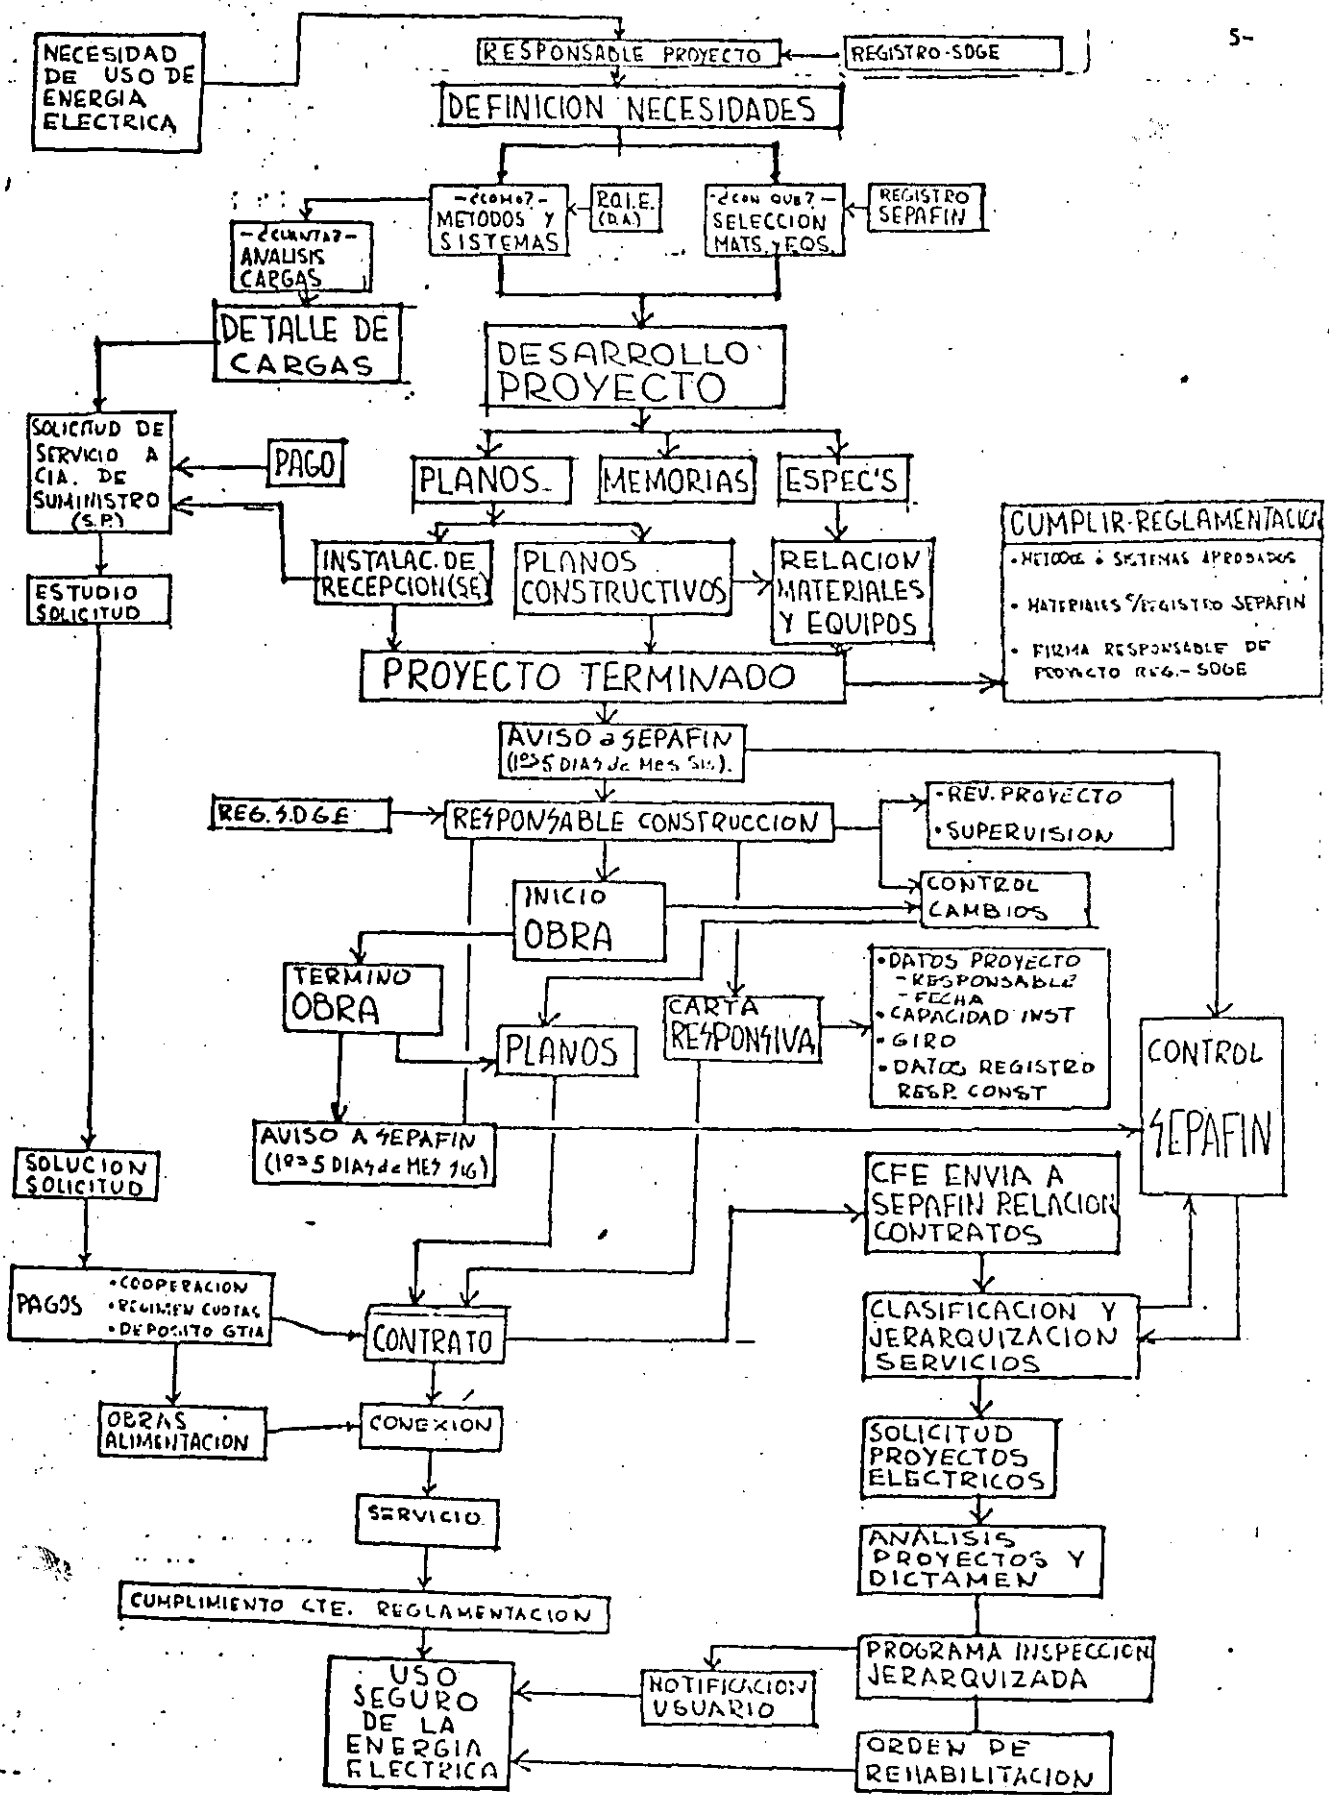 5-
NECESIDAD
DE USO DE
ENERGIA
ELECTRICA
RESPONSABLE PROYECTO
REGISTRO-SDGE
DEFINICION NECESIDADES
-¿CUANTA?-
ANALISIS
CARGAS
-¿COMO?-
METODOS Y
SISTEMAS
R.O.I.E.
(D.A.)
-¿CON QUE?-
SELECCION
MATS. y EQS.
REGISTRO
SEPAFIN
DETALLE DE
CARGAS
DESARROLLO
PROYECTO
SOLICITUD DE
SERVICIO A
CIA. DE
SUMINISTRO
(S.P.)
PAGO
PLANOS
MEMORIAS
ESPEC'S
CUMPLIR-REGLAMENTACION
• METODOS ó SISTEMAS APROBADOS
• MATERIALES C/REGISTRO SEPAFIN
• FIRMA RESPONSABLE DE
PROYECTO REG.-SDGE
INSTALAC. DE
RECEPCION (SE)
PLANOS
CONSTRUCTIVOS
RELACION
MATERIALES
Y EQUIPOS
ESTUDIO
SOLICITUD
PROYECTO TERMINADO
AVISO a SEPAFIN
(1os 5 DIAS de MES SIG).
REG. S.D.G.E
RESPONSABLE CONSTRUCCION
• REV. PROYECTO
• SUPERVISION
INICIO
OBRA
CONTROL
CAMBIOS
TERMINO
OBRA
PLANOS
CARTA
RESPONSIVA
• DATOS PROYECTO
- RESPONSABLE
- FECHA
• CAPACIDAD INST
• GIRO
• DATOS REGISTRO
RESP. CONST
CONTROL
SEPAFIN
AVISO A SEPAFIN
(1os 5 DIAS de MES SIG)
SOLUCION
SOLICITUD
CFE ENVIA A
SEPAFIN RELACION
CONTRATOS
PAGOS
• COOPERACION
• REGIMEN CUOTAS
• DEPOSITO GTIA
CONTRATO
CLASIFICACION Y
JERARQUIZACION
SERVICIOS
OBRAS
ALIMENTACION
CONEXION
SOLICITUD
PROYECTOS
ELECTRICOS
SERVICIO
ANALISIS
PROYECTOS Y
DICTAMEN
CUMPLIMIENTO CTE. REGLAMENTACION
PROGRAMA INSPECCION
JERARQUIZADA
USO
SEGURO
DE LA
ENERGIA
ELECTRICA
NOTIFICACION
USUARIO
ORDEN DE
REHABILITACION